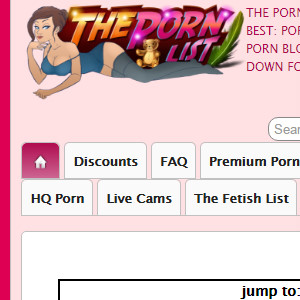 THE PORN LIST
THE PORN
BEST: POR
PORN BLO
DOWN FO
Sear
Discounts
FAQ
Premium Porn
HQ Porn
Live Cams
The Fetish List
jump to: